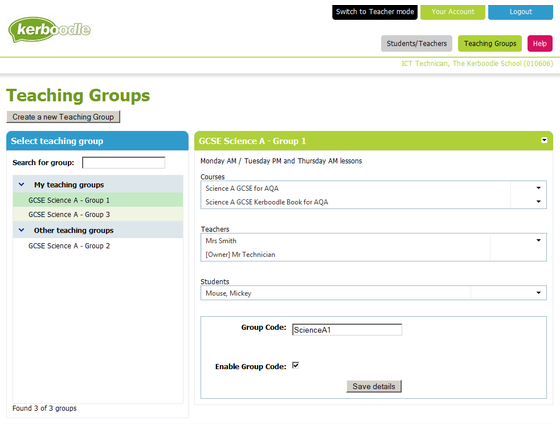 Switch to Teacher mode
Your Account
Logout
kerboodle
Students/Teachers
Teaching Groups
Help
ICT Technician, The Kerboodle School (010606)
Teaching Groups
Create a new Teaching Group
Select teaching group
Search for group:
My teaching groups
GCSE Science A - Group 1
GCSE Science A - Group 3
Other teaching groups
GCSE Science A - Group 2
Found 3 of 3 groups
GCSE Science A - Group 1
Monday AM / Tuesday PM and Thursday AM lessons
Courses
Science A GCSE for AQA
Science A GCSE Kerboodle Book for AQA
Teachers
Mrs Smith
[Owner] Mr Technician
Students
Mouse, Mickey
Group Code: ScienceA1
Enable Group Code:
Save details